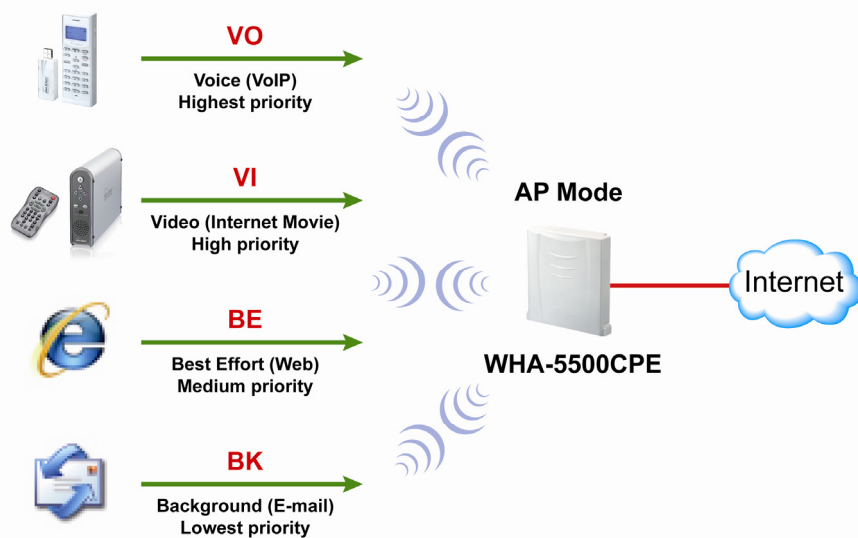 VO
Voice (VoIP)
Highest priority
VI
Video (Internet Movie)
High priority
BE
Best Effort (Web)
Medium priority
BK
Background (E-mail)
Lowest priority
AP Mode
WHA-5500CPE
Internet